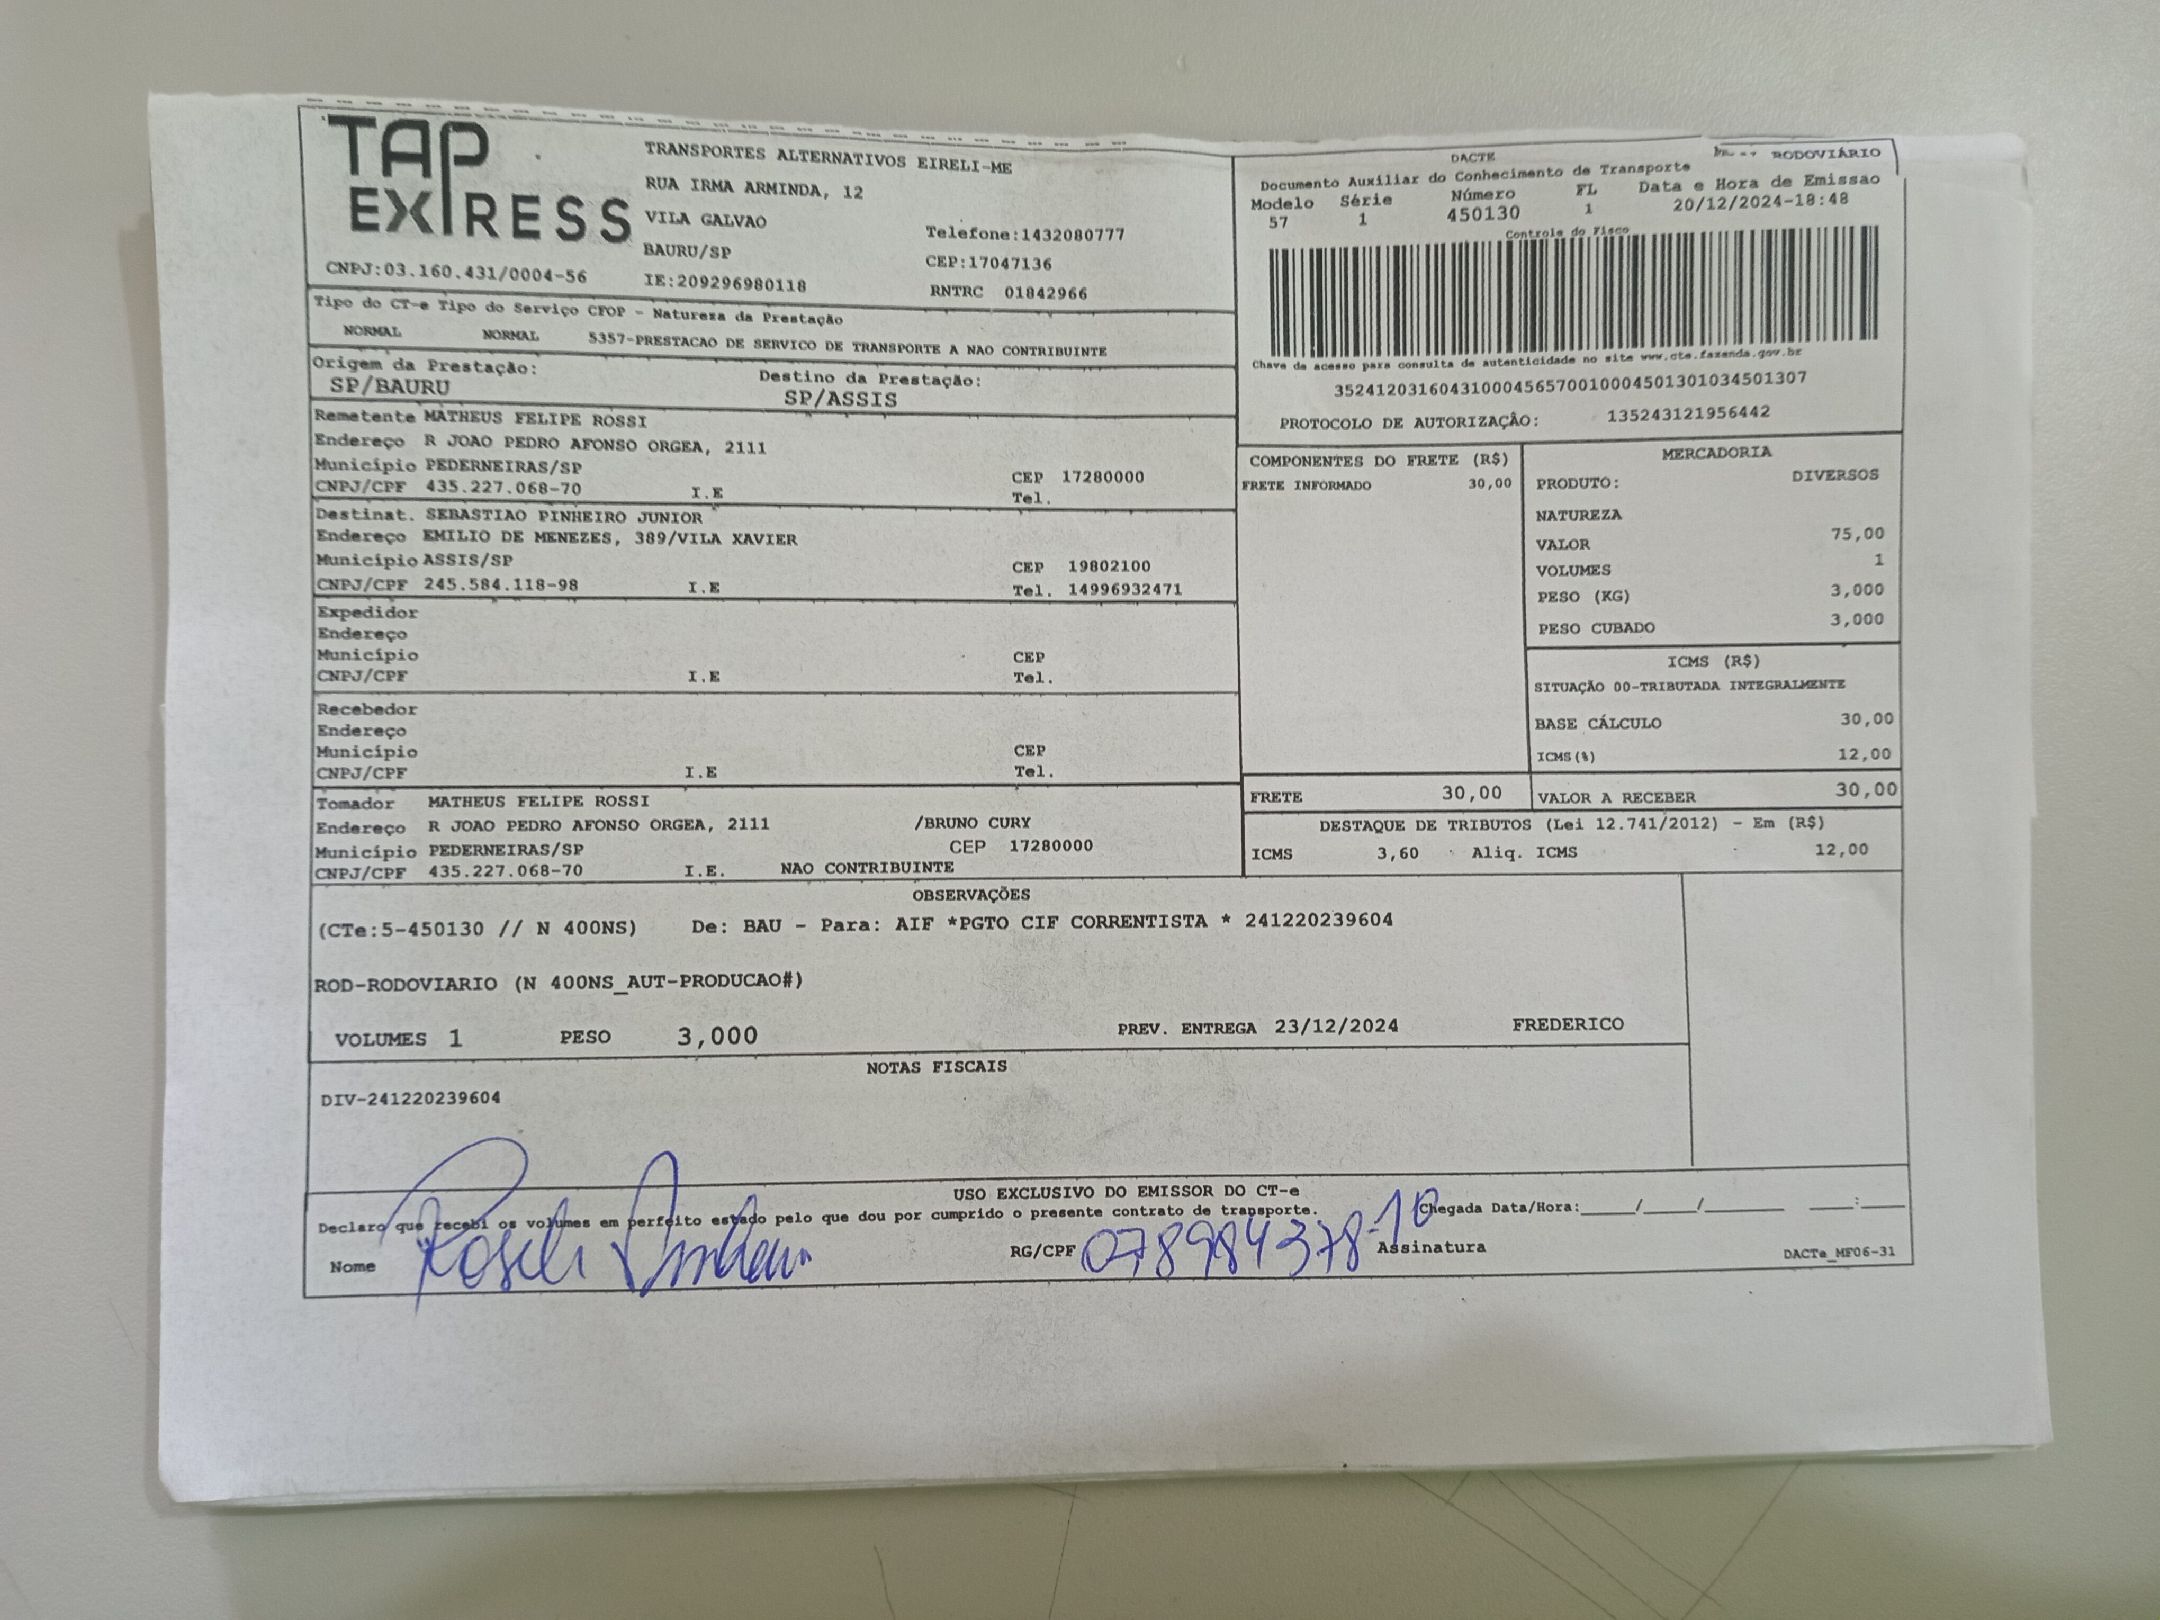 TAP EXPRESS
TRANSPORTES ALTERNATIVOS EIRELI-ME
RUA IRMA ARMINDA, 12
VILA GALVAO
Telefone:1432080777
BAURU/SP
CEP:17047136
CNPJ:03.160.431/0004-56
IE:209296980118
RNTRC 01842966
Tipo do CT-e Tipo do Serviço CFOP - Natureza da Prestação
NORMAL NORMAL 5357-PRESTACAO DE SERVICO DE TRANSPORTE A NAO CONTRIBUINTE
Origem da Prestação: Destino da Prestação:
SP/BAURU SP/ASSIS
Remetente MATHEUS FELIPE ROSSI
Endereço R JOAO PEDRO AFONSO ORGEA, 2111
Município PEDERNEIRAS/SP CEP 17280000
CNPJ/CPF 435.227.068-70 I.E Tel.
Destinat. SEBASTIAO PINHEIRO JUNIOR
Endereço EMILIO DE MENEZES, 389/VILA XAVIER
Município ASSIS/SP CEP 19802100
CNPJ/CPF 245.584.118-98 I.E Tel. 14996932471
Expedidor
Endereço
Município CEP
CNPJ/CPF I.E Tel.
Recebedor
Endereço
Município CEP
CNPJ/CPF I.E Tel.
Tomador MATHEUS FELIPE ROSSI
Endereço R JOAO PEDRO AFONSO ORGEA, 2111 /BRUNO CURY
Município PEDERNEIRAS/SP CEP 17280000
CNPJ/CPF 435.227.068-70 I.E. NAO CONTRIBUINTE
DACTE RODOVIÁRIO
Documento Auxiliar do Conhecimento de Transporte
Modelo Série Número FL Data e Hora de Emissao
57 1 450130 1 20/12/2024-18:48
Controle do Fisco
Chave de acesso para consulta de autenticidade no site www.cte.fazenda.gov.br
35241203160431000456570010004501301034501307
PROTOCOLO DE AUTORIZAÇÂO: 135243121956442
COMPONENTES DO FRETE (R$)
FRETE INFORMADO 30,00
MERCADORIA
PRODUTO: DIVERSOS
NATUREZA
VALOR 75,00
VOLUMES 1
PESO (KG) 3,000
PESO CUBADO 3,000
ICMS (R$)
SITUAÇÃO 00-TRIBUTADA INTEGRALMENTE
BASE CÁLCULO 30,00
ICMS(%) 12,00
FRETE 30,00 VALOR A RECEBER 30,00
DESTAQUE DE TRIBUTOS (Lei 12.741/2012) - Em (R$)
ICMS 3,60 Aliq. ICMS 12,00
OBSERVAÇÕES
(CTe:5-450130 // N 400NS) De: BAU - Para: AIF *PGTO CIF CORRENTISTA * 241220239604
ROD-RODOVIARIO (N 400NS_AUT-PRODUCAO#)
VOLUMES 1 PESO 3,000 PREV. ENTREGA 23/12/2024 FREDERICO
NOTAS FISCAIS
DIV-241220239604
USO EXCLUSIVO DO EMISSOR DO CT-e
Declaro que recebi os volumes em perfeito estado pelo que dou por cumprido o presente contrato de transporte. Chegada Data/Hora:____/____/______ ___:___
Nome Roseli RG/CPF 078984378-10 Assinatura DACTe_MF06-31